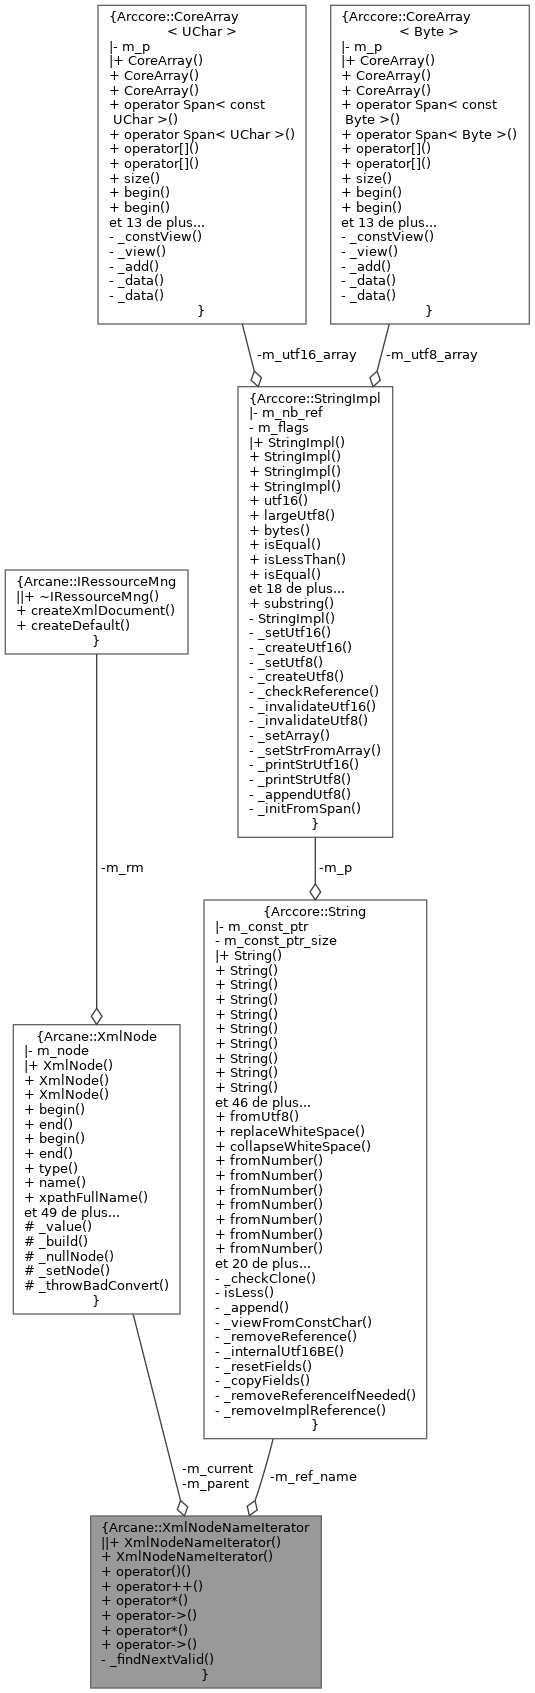 {Arccore::CoreArray
< UChar >
|- m_p
|+ CoreArray()
+ CoreArray()
+ CoreArray()
+ operator Span< const
UChar >()
+ operator Span< UChar >()
+ operator[]()
+ operator[]()
+ size()
+ begin()
+ begin()
et 13 de plus...
- _constView()
- _view()
- _add()
- _data()
- _data()
}
{Arccore::CoreArray
< Byte >
|- m_p
|+ CoreArray()
+ CoreArray()
+ CoreArray()
+ operator Span< const
Byte >()
+ operator Span< Byte >()
+ operator[]()
+ operator[]()
+ size()
+ begin()
+ begin()
et 13 de plus...
- _constView()
- _view()
- _add()
- _data()
- _data()
}
-m_utf16_array
-m_utf8_array
{Arccore::StringImpl
|- m_nb_ref
- m_flags
|+ StringImpl()
+ StringImpl()
+ StringImpl()
+ StringImpl()
+ utf16()
+ largeUtf8()
+ bytes()
+ isEqual()
+ isLessThan()
+ isEqual()
et 18 de plus...
+ substring()
- StringImpl()
- _setUtf16()
- _createUtf16()
- _setUtf8()
- _createUtf8()
- _checkReference()
- _invalidateUtf16()
- _invalidateUtf8()
- _setArray()
- _setStrFromArray()
- _printStrUtf16()
- _printStrUtf8()
- _appendUtf8()
- _initFromSpan()
}
{Arcane::IRessourceMng
||+ ~IRessourceMng()
+ createXmlDocument()
+ createDefault()
}
-m_rm
-m_p
{Arccore::String
|- m_const_ptr
- m_const_ptr_size
|+ String()
+ String()
+ String()
+ String()
+ String()
+ String()
+ String()
+ String()
+ String()
+ String()
et 46 de plus...
+ fromUtf8()
+ replaceWhiteSpace()
+ collapseWhiteSpace()
+ fromNumber()
+ fromNumber()
+ fromNumber()
+ fromNumber()
+ fromNumber()
+ fromNumber()
+ fromNumber()
et 20 de plus...
- _checkClone()
- isLess()
- _append()
- _viewFromConstChar()
- _removeReference()
- _internalUtf16BE()
- _resetFields()
- _copyFields()
- _removeReferenceIfNeeded()
- _removeImplReference()
}
{Arcane::XmlNode
|- m_node
|+ XmlNode()
+ XmlNode()
+ XmlNode()
+ begin()
+ end()
+ begin()
+ end()
+ type()
+ name()
+ xpathFullName()
et 49 de plus...
# _value()
# _build()
# _nullNode()
# _setNode()
# _throwBadConvert()
}
-m_current
-m_parent
-m_ref_name
{Arcane::XmlNodeNameIterator
||+ XmlNodeNameIterator()
+ XmlNodeNameIterator()
+ operator()()
+ operator++()
+ operator*()
+ operator->()
+ operator*()
+ operator->()
- _findNextValid()
}